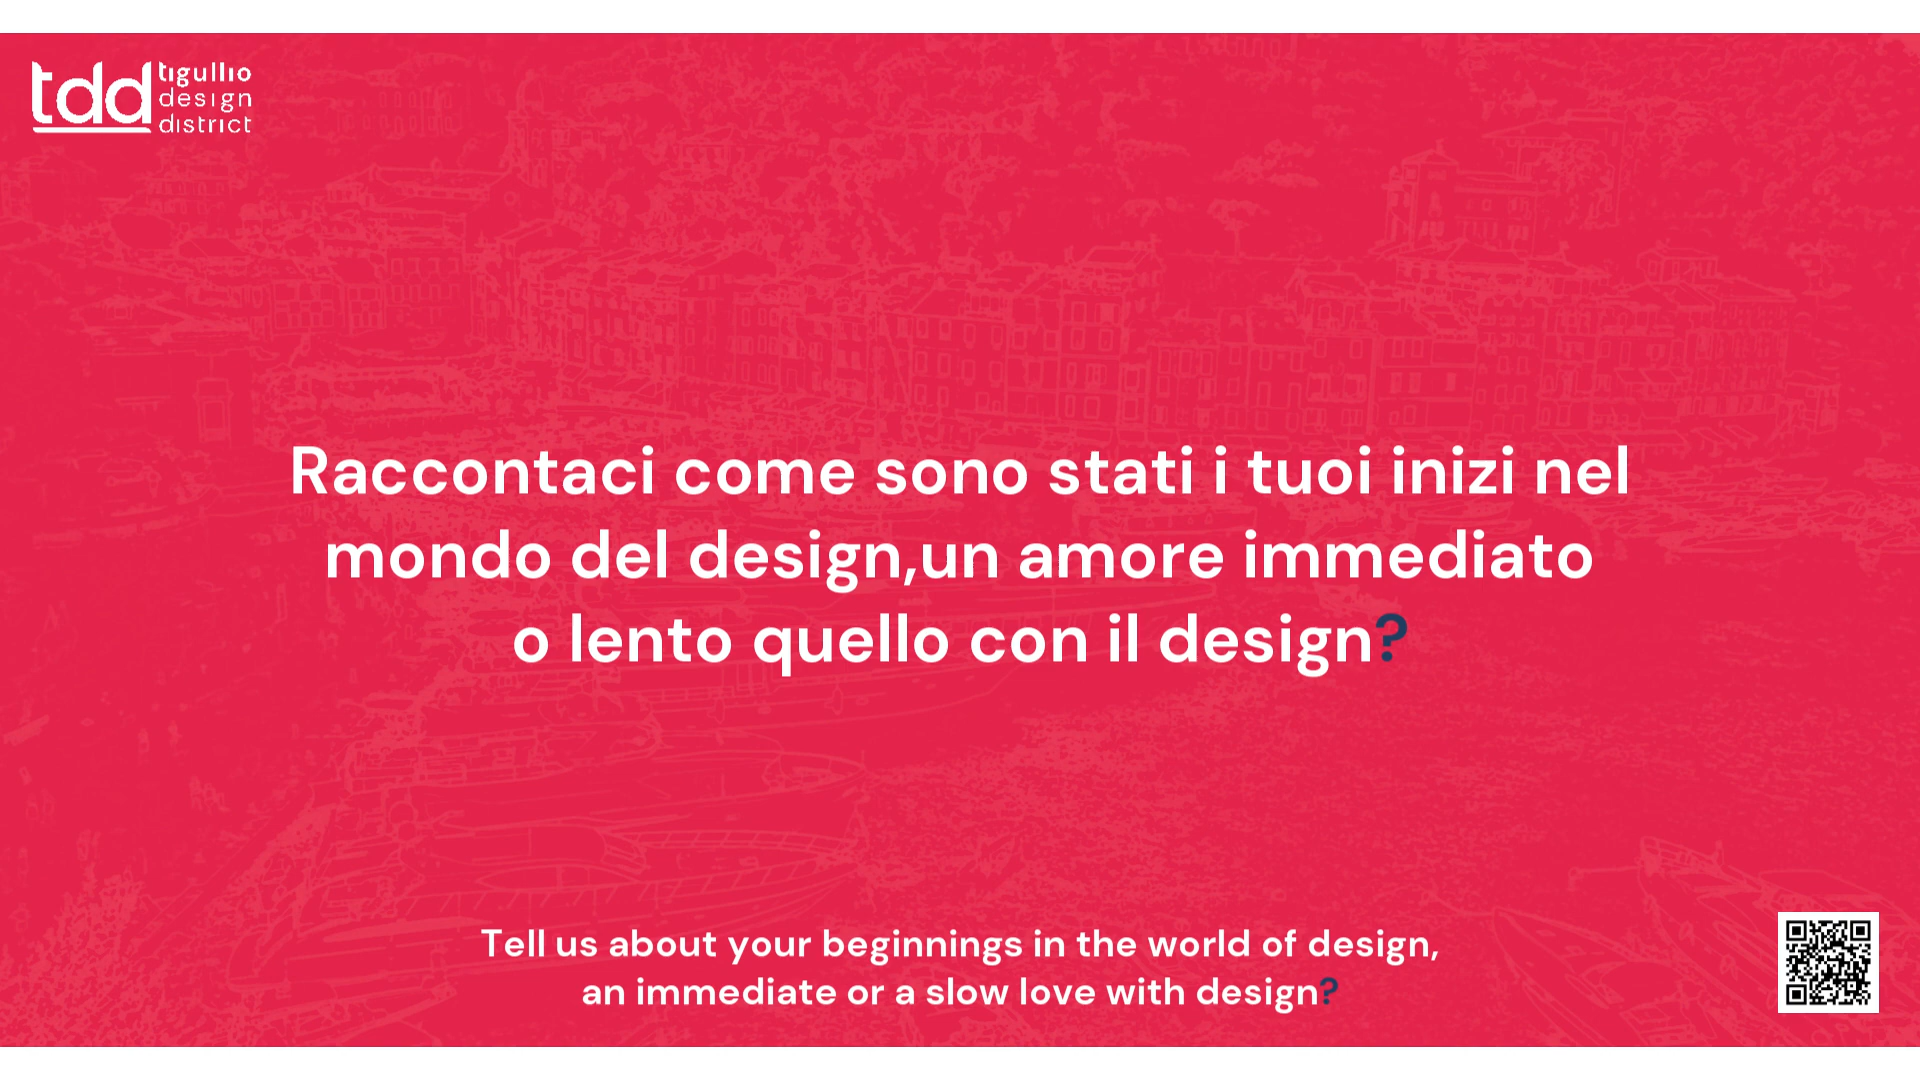 tdd
tigullio
design
district
Raccontaci come sono stati i tuoi inizi nel
mondo del design,un amore immediato
o lento quello con il design?
Tell us about your beginnings in the world of design,
an immediate or a slow love with design?